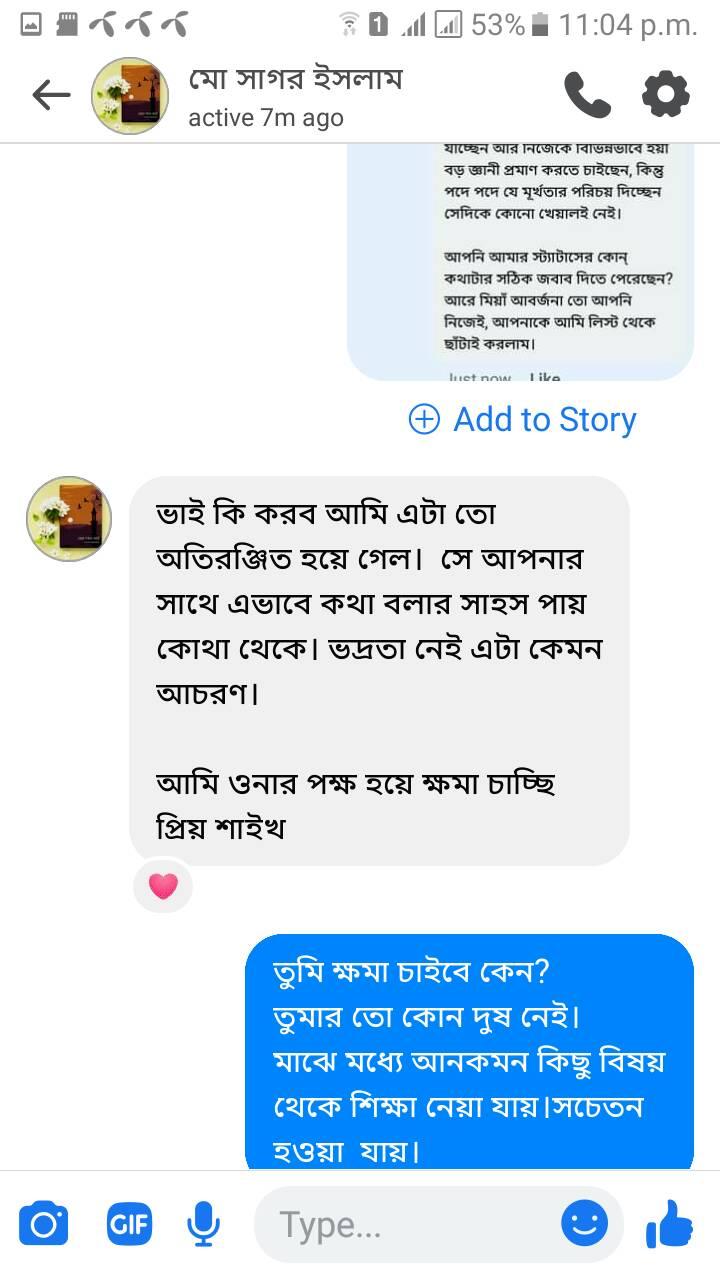 1 53% 11:04 p.m.
মো সাগর ইসলাম
active 7m ago
যাচ্ছেন আর নিজেকে বিভিন্নভাবে হয়া
বড় জ্ঞানী প্রমাণ করতে চাইছেন, কিন্তু
পদে পদে যে মূর্খতার পরিচয় দিচ্ছেন
সেদিকে কোনো খেয়ালই নেই।
আপনি আমার স্ট্যাটাসের কোন্
কথাটার সঠিক জবাব দিতে পেরেছেন?
আরে মিয়াঁ আবর্জনা তো আপনি
নিজেই, আপনাকে আমি লিস্ট থেকে
ছাঁটাই করলাম।
Just now Like
Add to Story
ভাই কি করব আমি এটা তো
অতিরঞ্জিত হয়ে গেল। সে আপনার
সাথে এভাবে কথা বলার সাহস পায়
কোথা থেকে। ভদ্রতা নেই এটা কেমন
আচরণ।
আমি ওনার পক্ষ হয়ে ক্ষমা চাচ্ছি
প্রিয় শাইখ
তুমি ক্ষমা চাইবে কেন?
তুমার তো কোন দুষ নেই।
মাঝে মধ্যে আনকমন কিছু বিষয়
থেকে শিক্ষা নেয়া যায়।সচেতন
হওয়া যায়।
GIF Type...